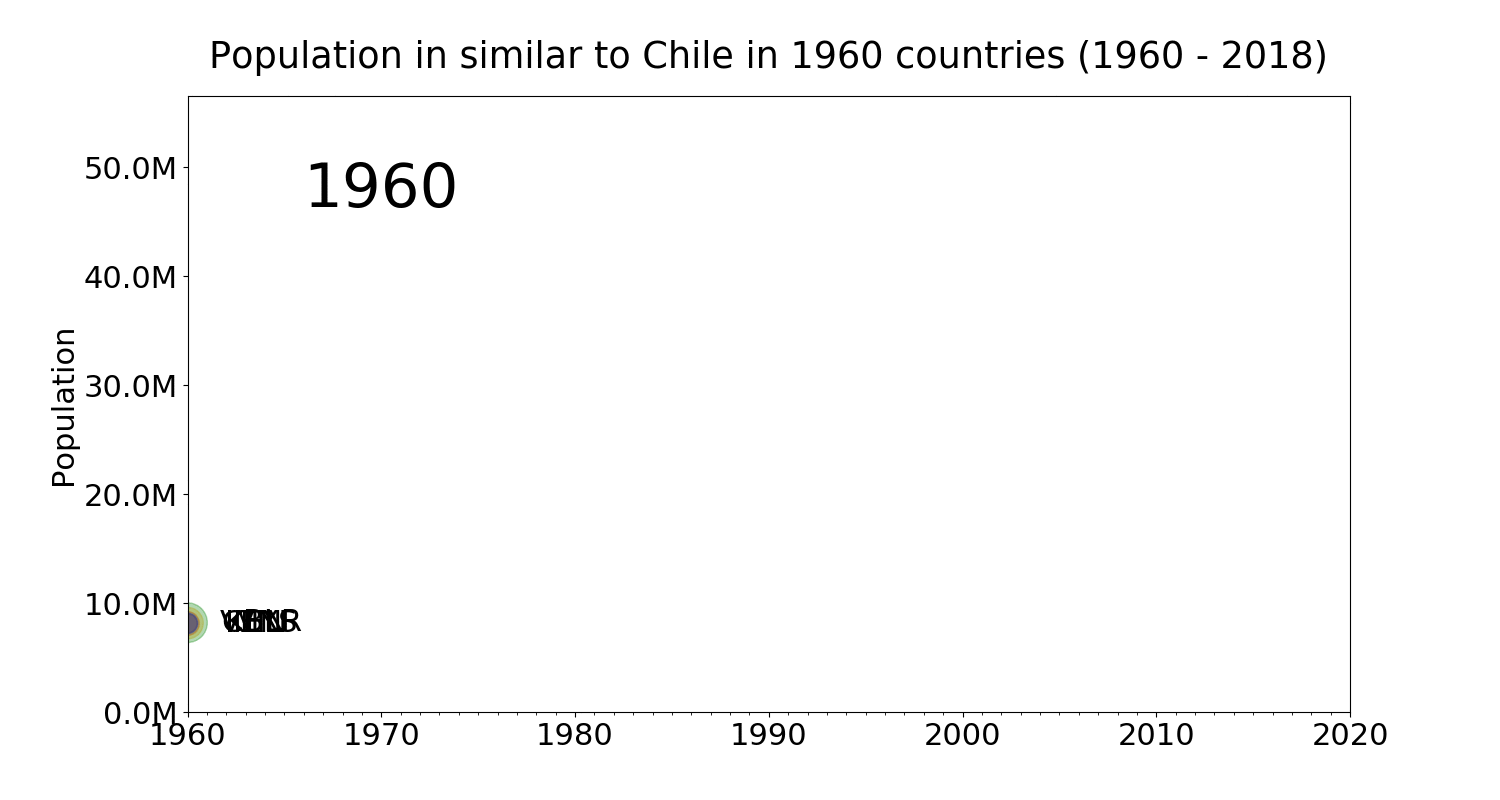 Population in similar to Chile in 1960 countries (1960 - 2018)
1960
Population
50.0M
40.0M
30.0M
20.0M
10.0M
0.0M
1960 1970 1980 1990 2000 2010 2020